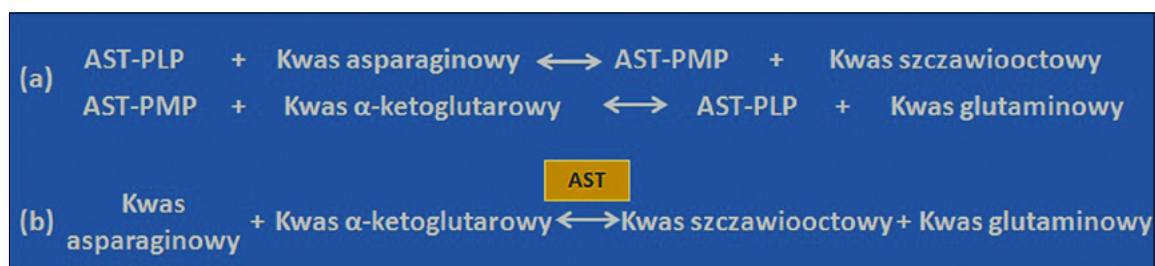 (a)
AST-PLP + Kwas asparaginowy ⟷ AST-PMP + Kwas szczawiooctowy
AST-PMP + Kwas α-ketoglutarowy ⟷ AST-PLP + Kwas glutaminowy
AST
(b) Kwas asparaginowy + Kwas α-ketoglutarowy ⟷ Kwas szczawiooctowy + Kwas glutaminowy